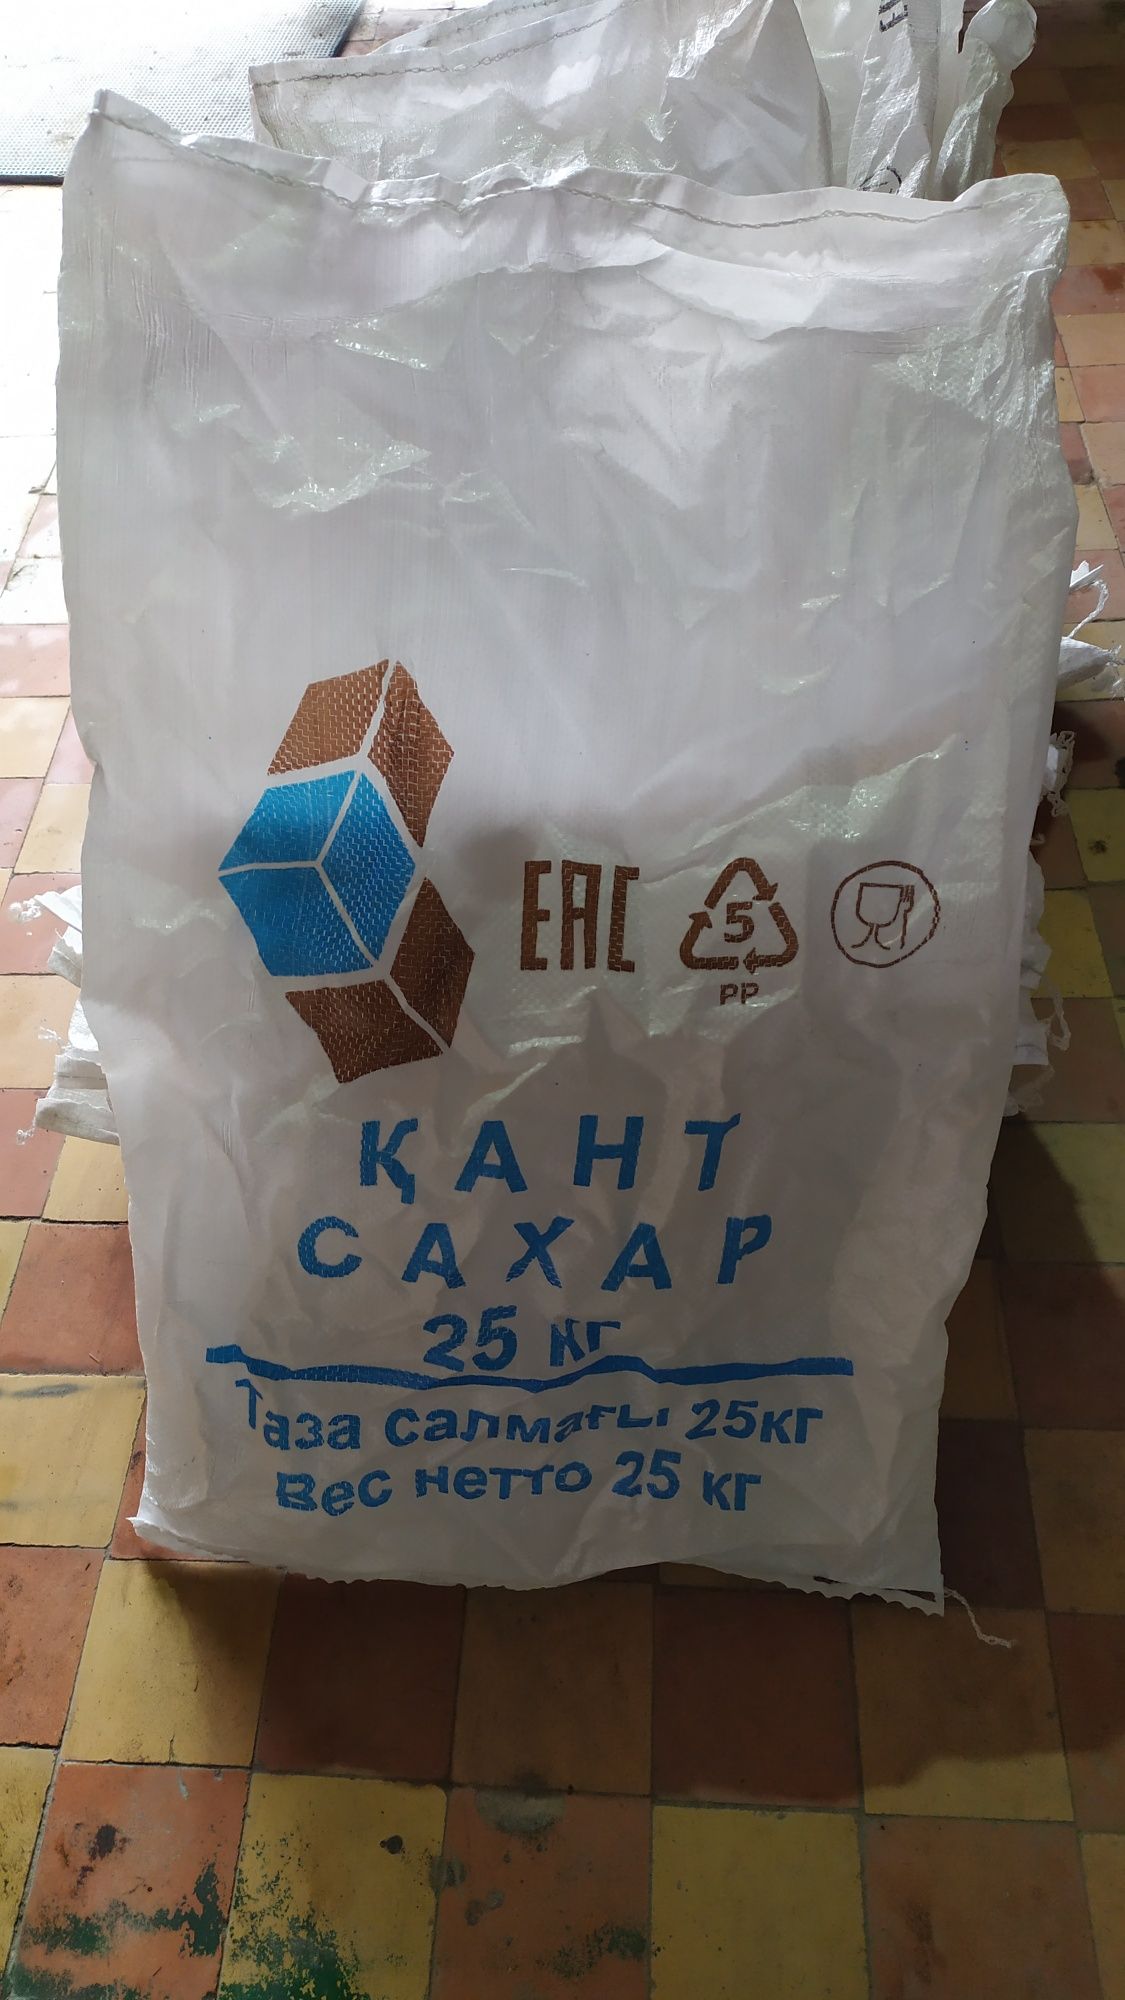 ЕАС
5
PP
ҚАНТ
САХАР
25 кг
Таза салмағы 25кг
Вес нетто 25 кг